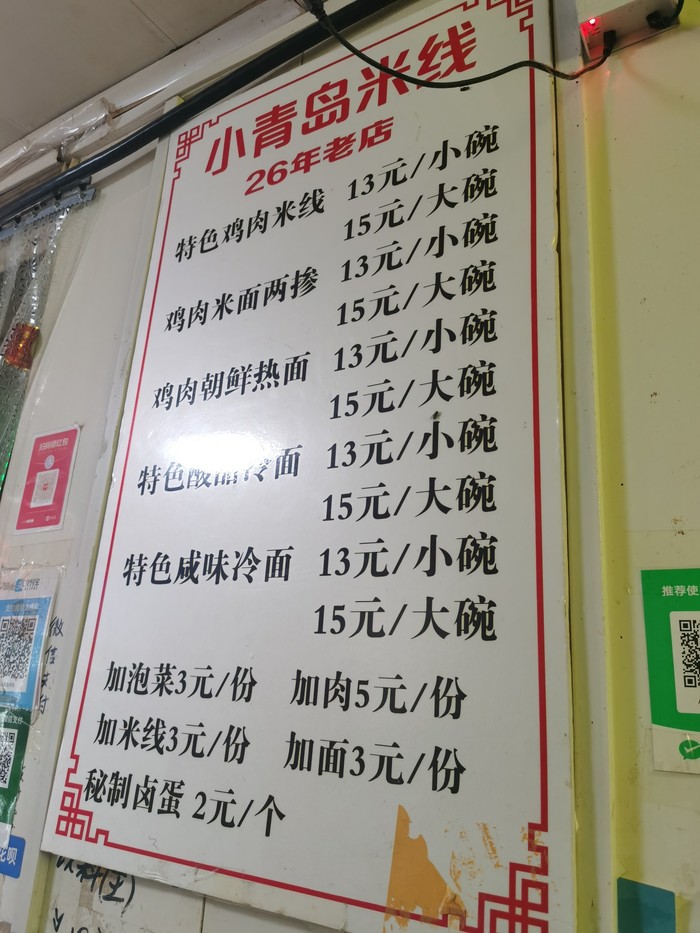 小青岛米线
26年老店
特色鸡肉米线 13元/小碗
15元/大碗
鸡肉米面两掺 13元/小碗
15元/大碗
鸡肉朝鲜热面 13元/小碗
15元/大碗
特色酸甜冷面 13元/小碗
15元/大碗
特色咸味冷面 13元/小碗
15元/大碗
加泡菜3元/份 加肉5元/份
加米线3元/份 加面3元/份
秘制卤蛋 2元/个
推荐使